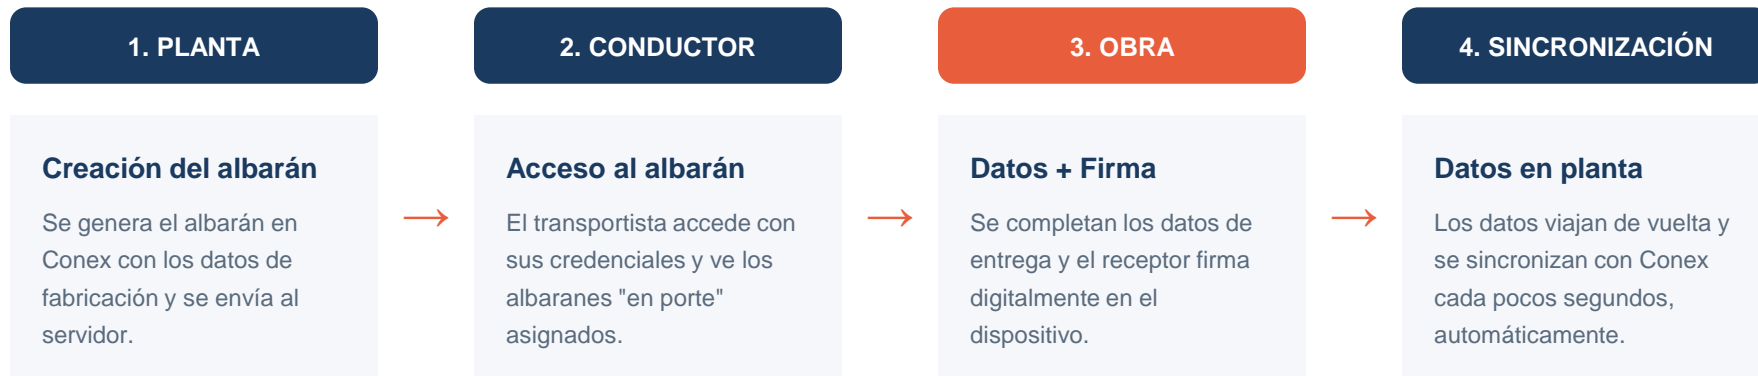 1. PLANTA
2. CONDUCTOR
3. OBRA
4. SINCRONIZACIÓN
Creación del albarán
Se genera el albarán en
Conex con los datos de
fabricación y se envía al
servidor.
→
Acceso al albarán
El transportista accede con
sus credenciales y ve los
albaranes "en porte"
asignados.
→
Datos + Firma
Se completan los datos de
entrega y el receptor firma
digitalmente en el
dispositivo.
→
Datos en planta
Los datos viajan de vuelta y
se sincronizan con Conex
cada pocos segundos,
automáticamente.